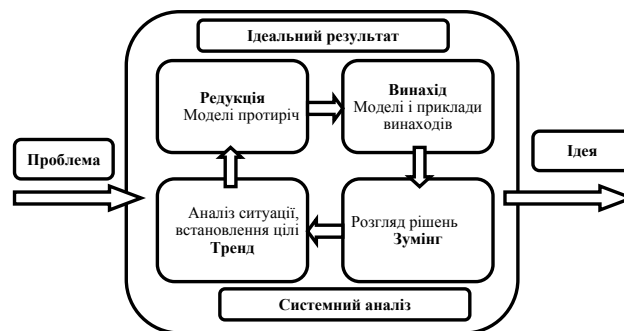 Ідеальний результат
Редукція
Моделі протиріч
Винахід
Моделі і приклади
винаходів
Проблема
Ідея
Аналіз ситуації,
встановлення цілі
Тренд
Розгляд рішень
Зумінг
Системний аналіз